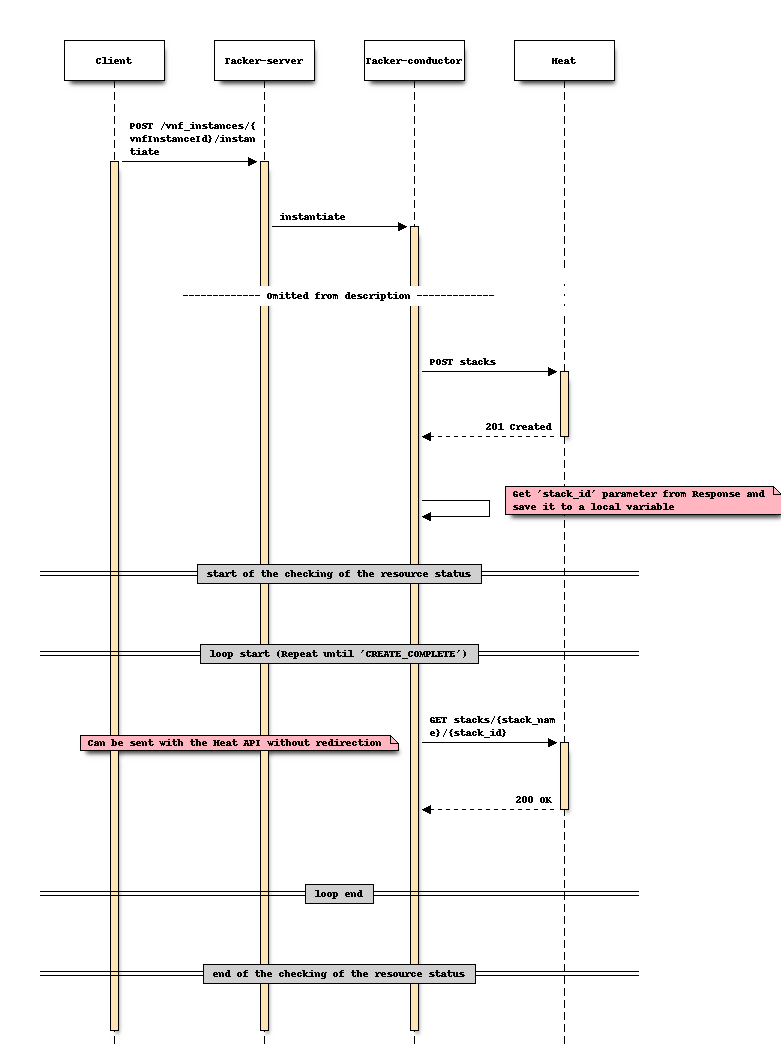 Client
Tacker-server
Tacker-conductor
Heat
POST /vnf_instances/{
vnfInstanceId}/instan
tiate
instantiate
Omitted from description
POST stacks
201 Created
Get 'stack_id' parameter from Response and
save it to a local variable
start of the checking of the resource status
loop start (Repeat until 'CREATE_COMPLETE')
GET stacks/{stack_nam
e}/{stack_id}
Can be sent with the Heat API without redirection
200 OK
loop end
end of the checking of the resource status